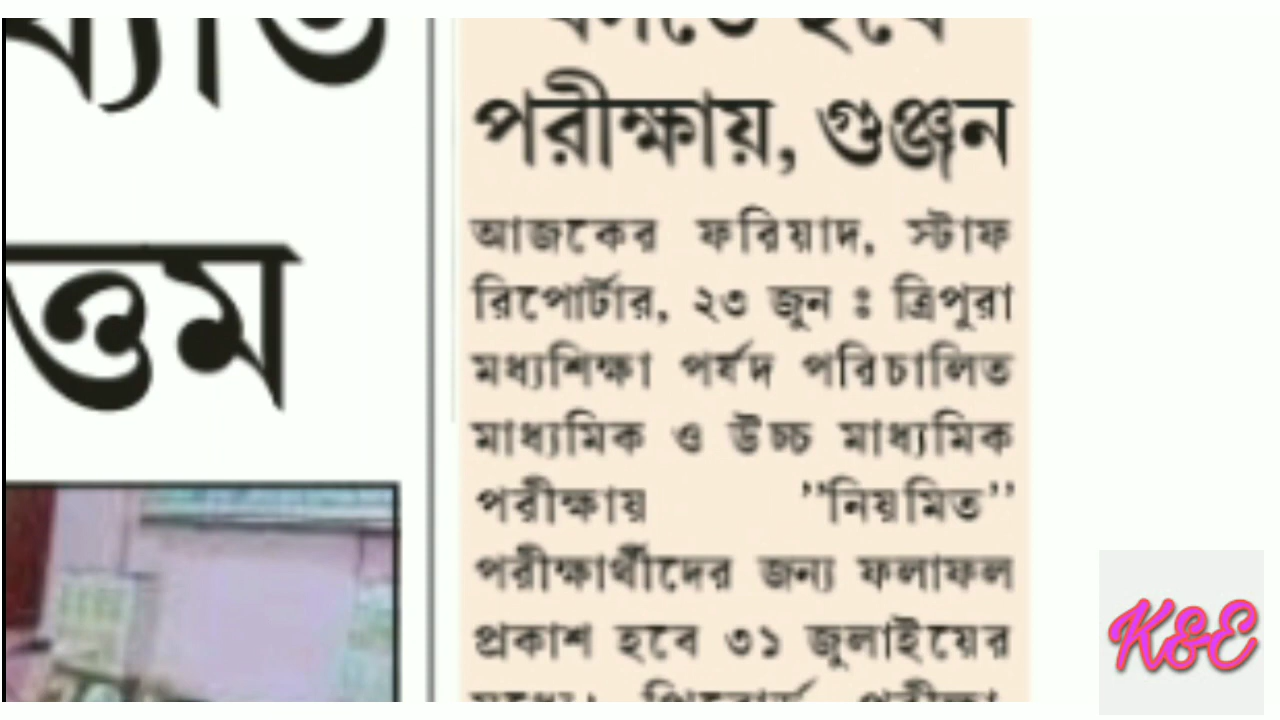 ত্তম
পরীক্ষায়, গুঞ্জন
আজকের ফরিয়াদ, স্টাফ
রিপোর্টার, ২৩ জুন ঃ ত্রিপুরা
মধ্যশিক্ষা পর্ষদ পরিচালিত
মাধ্যমিক ও উচ্চ মাধ্যমিক
পরীক্ষায় ’’নিয়মিত’’
পরীক্ষার্থীদের জন্য ফলাফল
প্রকাশ হবে ৩১ জুলাইয়ের
K&E